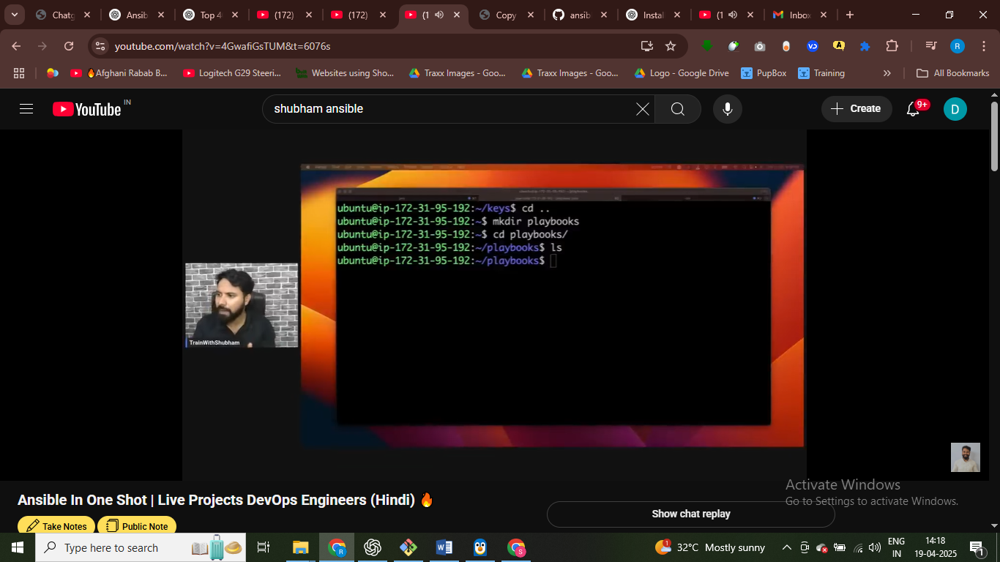 Chatg
Ansib
Top 4
(172)
(172)
(1
Copy
ansib
Instal
(1
Inbox
youtube.com/watch?v=4GwafiGsTUM&t=6076s
🔥Afghani Rabab B...
Logitech G29 Steeri...
Websites using Sho...
Traxx Images - Goo...
Traxx Images - Goo...
Logo - Google Drive
PupBox
Training
All Bookmarks
YouTube IN
shubham ansible
Create
9+
D
ubuntu@ip-172-31-95-192:~/keys$ cd ..
ubuntu@ip-172-31-95-192:~$ mkdir playbooks
ubuntu@ip-172-31-95-192:~$ cd playbooks/
ubuntu@ip-172-31-95-192:~/playbooks$ ls
ubuntu@ip-172-31-95-192:~/playbooks$
TrainWithShubham
Activate Windows
Go to Settings to activate Windows.
Ansible In One Shot | Live Projects DevOps Engineers (Hindi) 🔥
Show chat replay
Take Notes
Public Note
Type here to search
32°C Mostly sunny
ENG
IN
14:18
19-04-2025